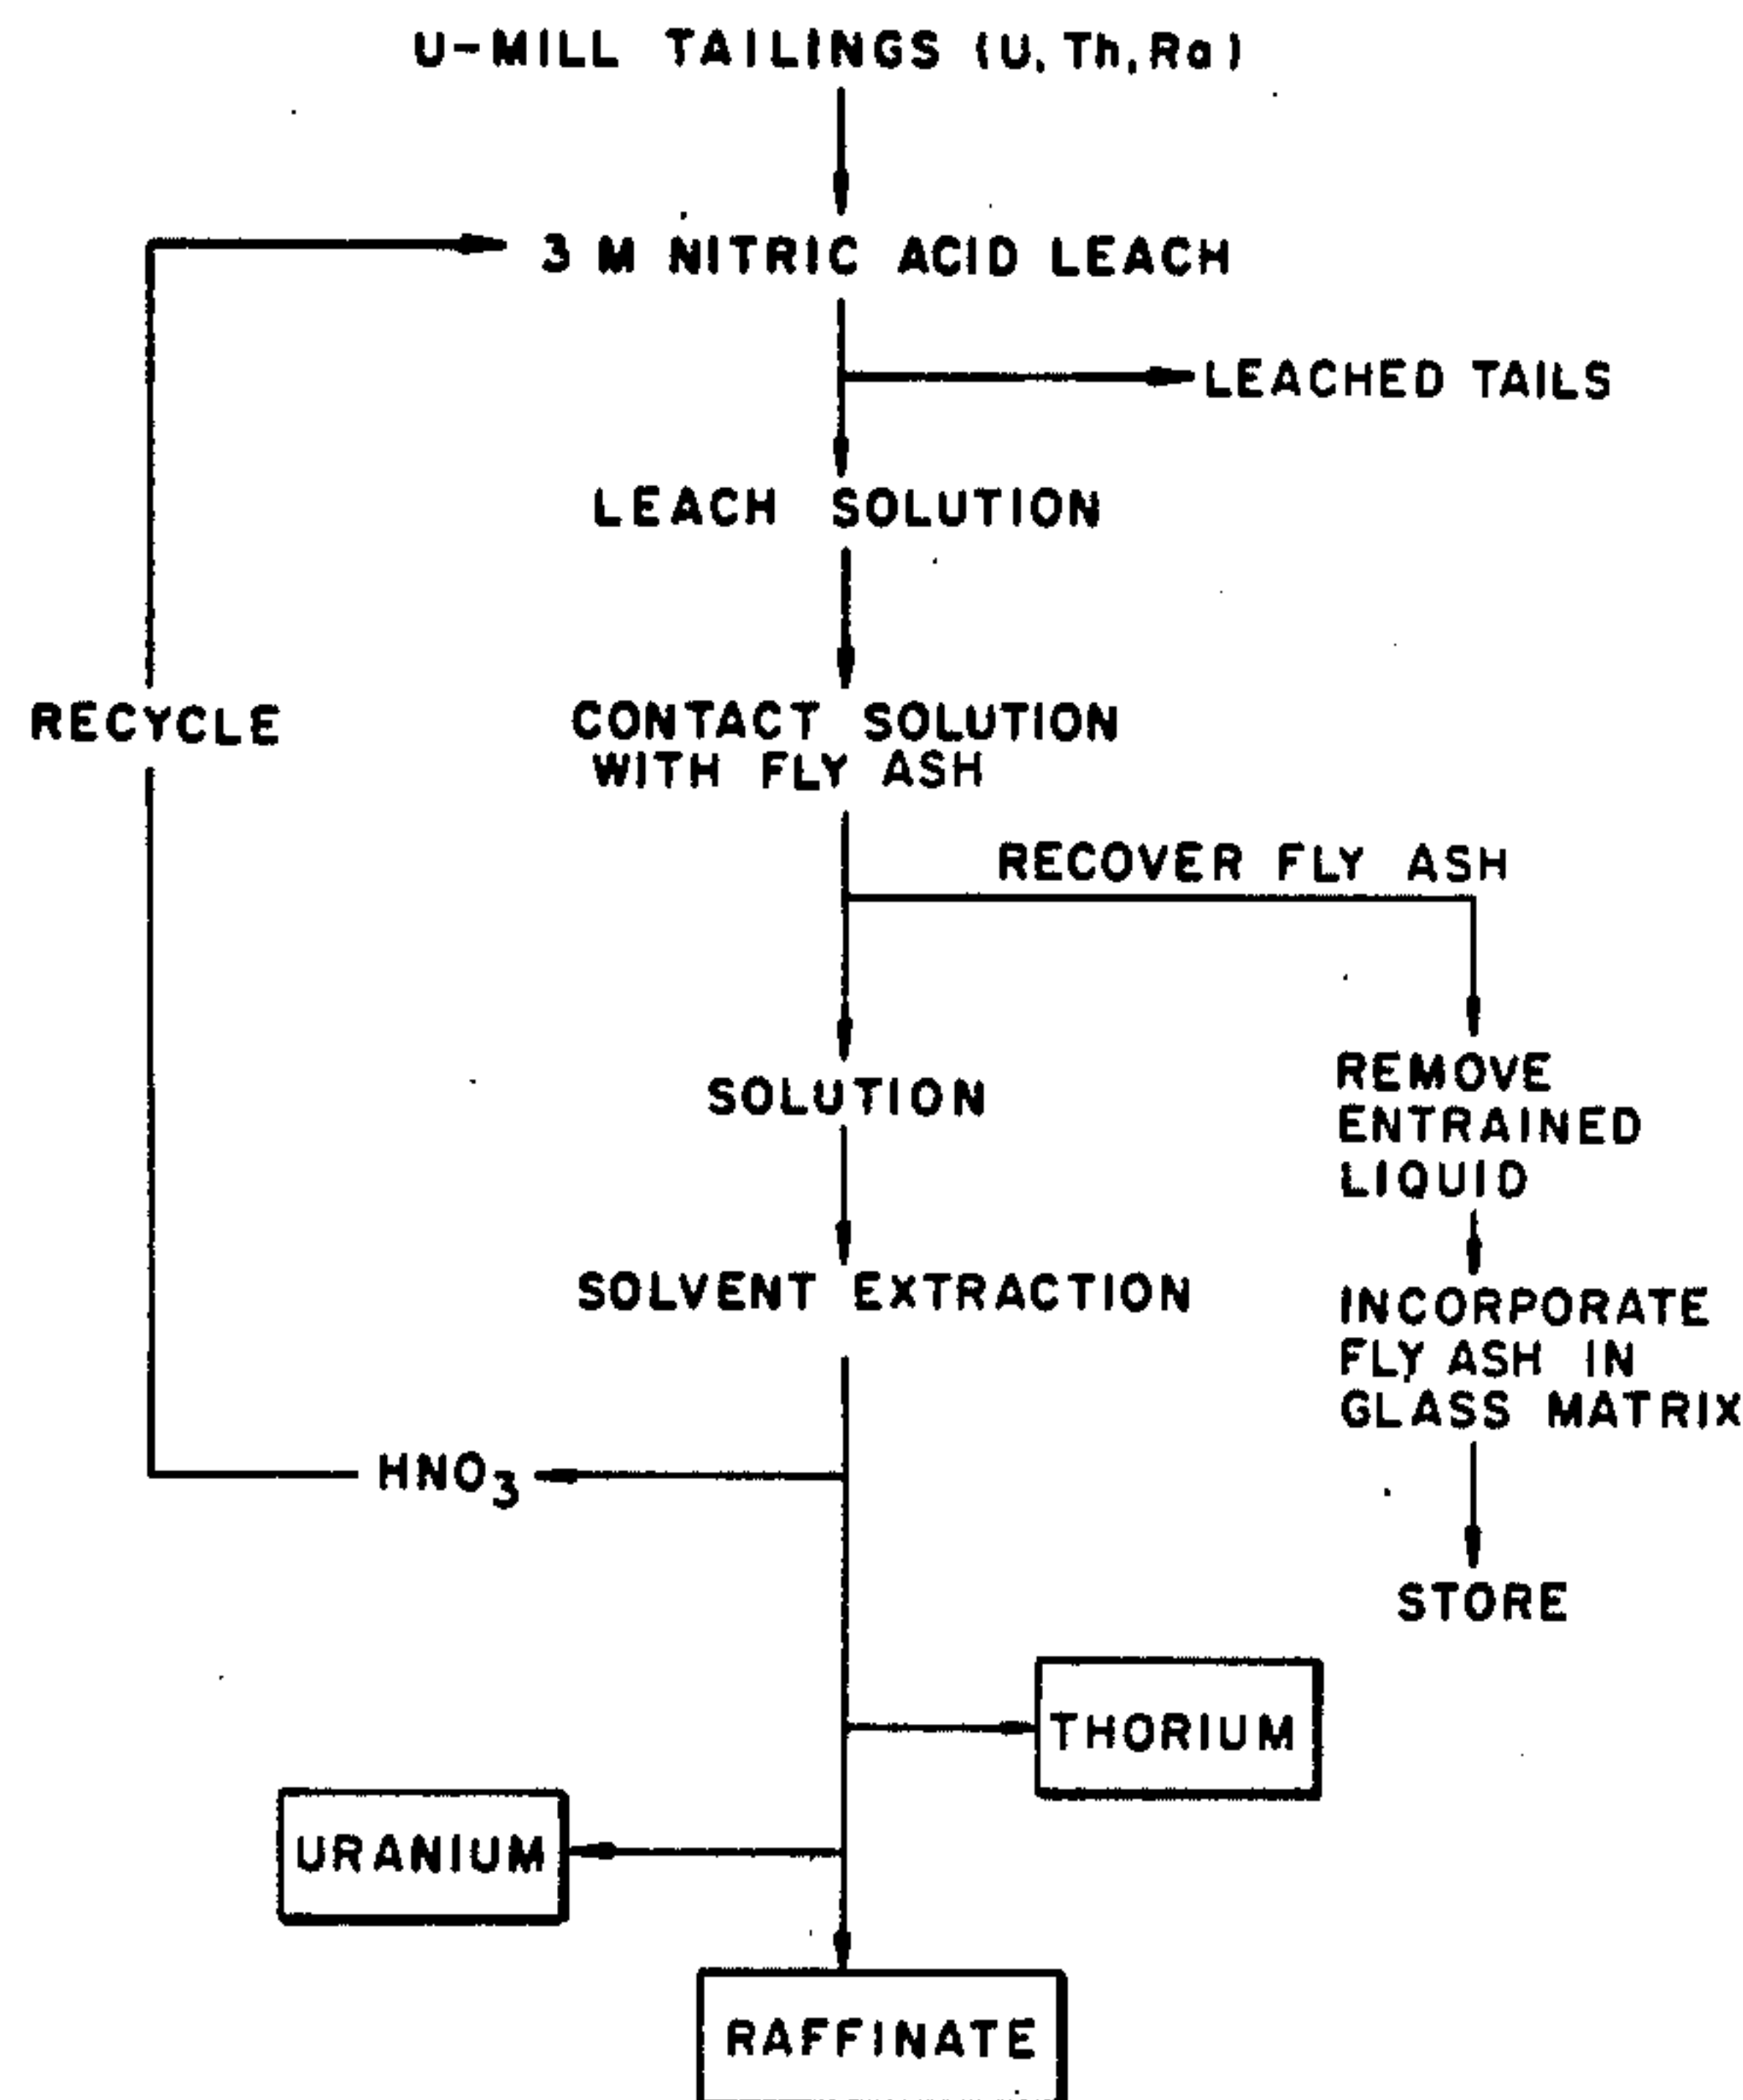 U-MILL TAILINGS (U, Th, Ra)
3 M NITRIC ACID LEACH
LEACHED TAILS
LEACH SOLUTION
RECYCLE
CONTACT SOLUTION
WITH FLY ASH
RECOVER FLY ASH
SOLUTION
REMOVE
ENTRAINED
LIQUID
SOLVENT EXTRACTION
INCORPORATE
FLY ASH IN
GLASS MATRIX
HNO₃
STORE
THORIUM
URANIUM
RAFFINATE